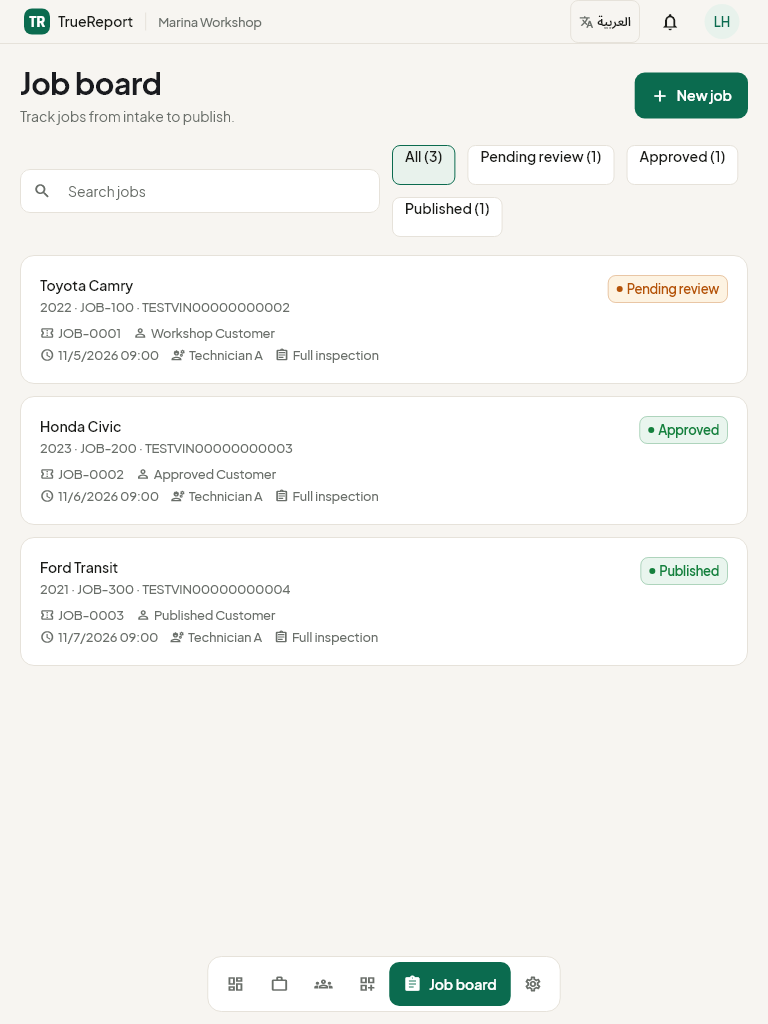 TR TrueReport Marina Workshop العربية LH
Job board
Track jobs from intake to publish.
+ New job
Search jobs
All (3) Pending review (1) Approved (1)
Published (1)
Toyota Camry
Pending review
2022 · JOB-100 · TESTVIN00000000002
JOB-0001 Workshop Customer
11/5/2026 09:00 Technician A Full inspection
Honda Civic
Approved
2023 · JOB-200 · TESTVIN00000000003
JOB-0002 Approved Customer
11/6/2026 09:00 Technician A Full inspection
Ford Transit
Published
2021 · JOB-300 · TESTVIN00000000004
JOB-0003 Published Customer
11/7/2026 09:00 Technician A Full inspection
Job board